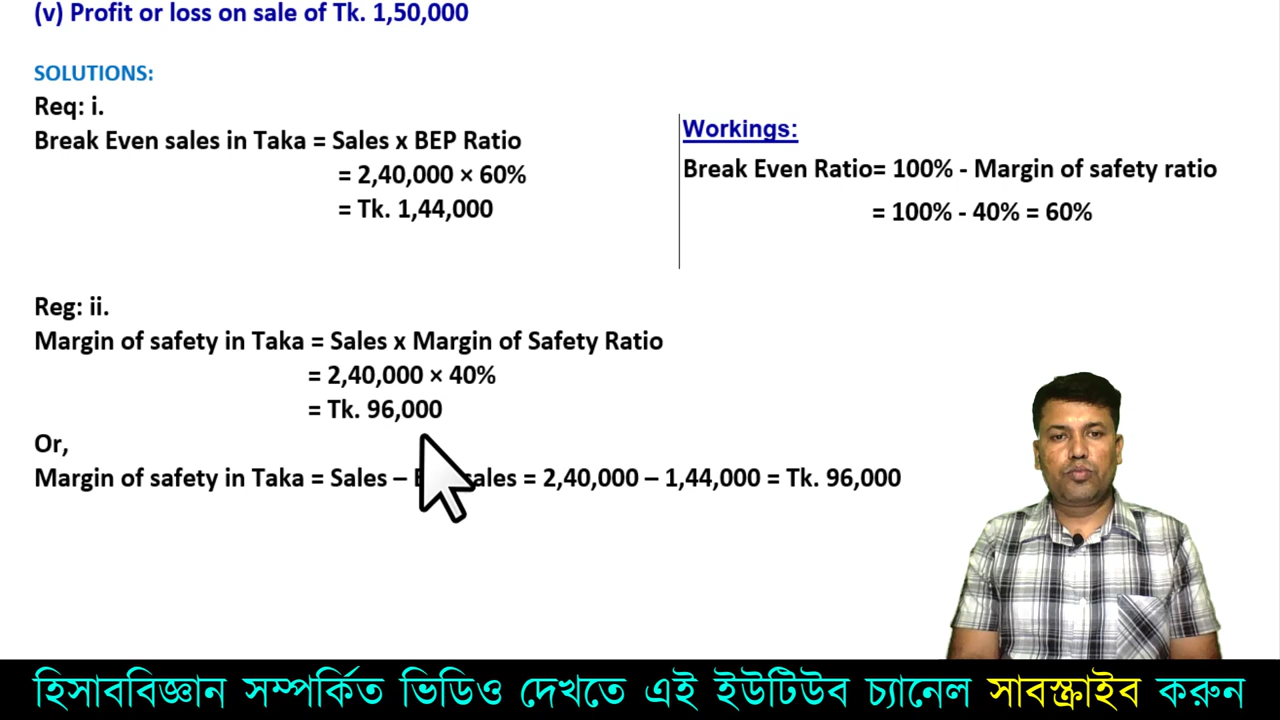 (v) Profit or loss on sale of Tk. 1,50,000
SOLUTIONS:
Req: i.
Break Even sales in Taka = Sales x BEP Ratio
= 2,40,000 × 60%
= Tk. 1,44,000
Workings:
Break Even Ratio= 100% - Margin of safety ratio
= 100% - 40% = 60%
Reg: ii.
Margin of safety in Taka = Sales x Margin of Safety Ratio
= 2,40,000 × 40%
= Tk. 96,000
Or,
Margin of safety in Taka = Sales – sales = 2,40,000 – 1,44,000 = Tk. 96,000
হিসাববিজ্ঞান সম্পর্কিত ভিডিও দেখতে এই ইউটিউব চ্যানেল সাবস্ক্রাইব করুন